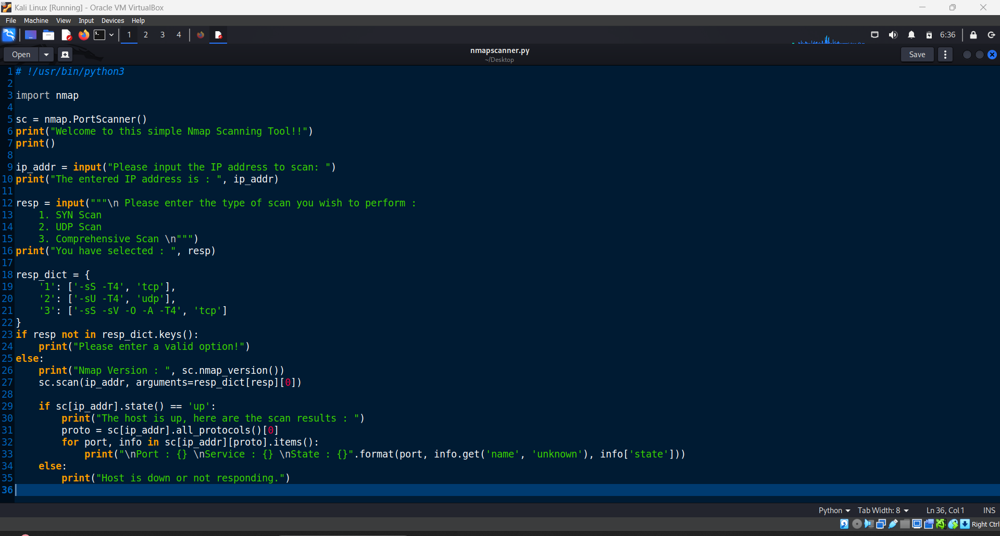 Kali Linux [Running] - Oracle VM VirtualBox
File Machine View Input Devices Help
1 2 3 4 6:36
Open nmapscanner.py Save
~/Desktop
1 # !/usr/bin/python3
2
3 import nmap
4
5 sc = nmap.PortScanner()
6 print("Welcome to this simple Nmap Scanning Tool!!")
7 print()
8
9 ip_addr = input("Please input the IP address to scan: ")
10 print("The entered IP address is : ", ip_addr)
11
12 resp = input("""\n Please enter the type of scan you wish to perform :
13     1. SYN Scan
14     2. UDP Scan
15     3. Comprehensive Scan \n""")
16 print("You have selected : ", resp)
17
18 resp_dict = {
19     '1': ['-sS -T4', 'tcp'],
20     '2': ['-sU -T4', 'udp'],
21     '3': ['-sS -sV -O -A -T4', 'tcp']
22 }
23 if resp not in resp_dict.keys():
24     print("Please enter a valid option!")
25 else:
26     print("Nmap Version : ", sc.nmap_version())
27     sc.scan(ip_addr, arguments=resp_dict[resp][0])
28
29     if sc[ip_addr].state() == 'up':
30         print("The host is up, here are the scan results : ")
31         proto = sc[ip_addr].all_protocols()[0]
32         for port, info in sc[ip_addr][proto].items():
33             print("\nPort : {} \nService : {} \nState : {}".format(port, info.get('name', 'unknown'), info['state']))
34     else:
35         print("Host is down or not responding.")
36
Python Tab Width: 8 Ln 36, Col 1 INS
Right Ctrl